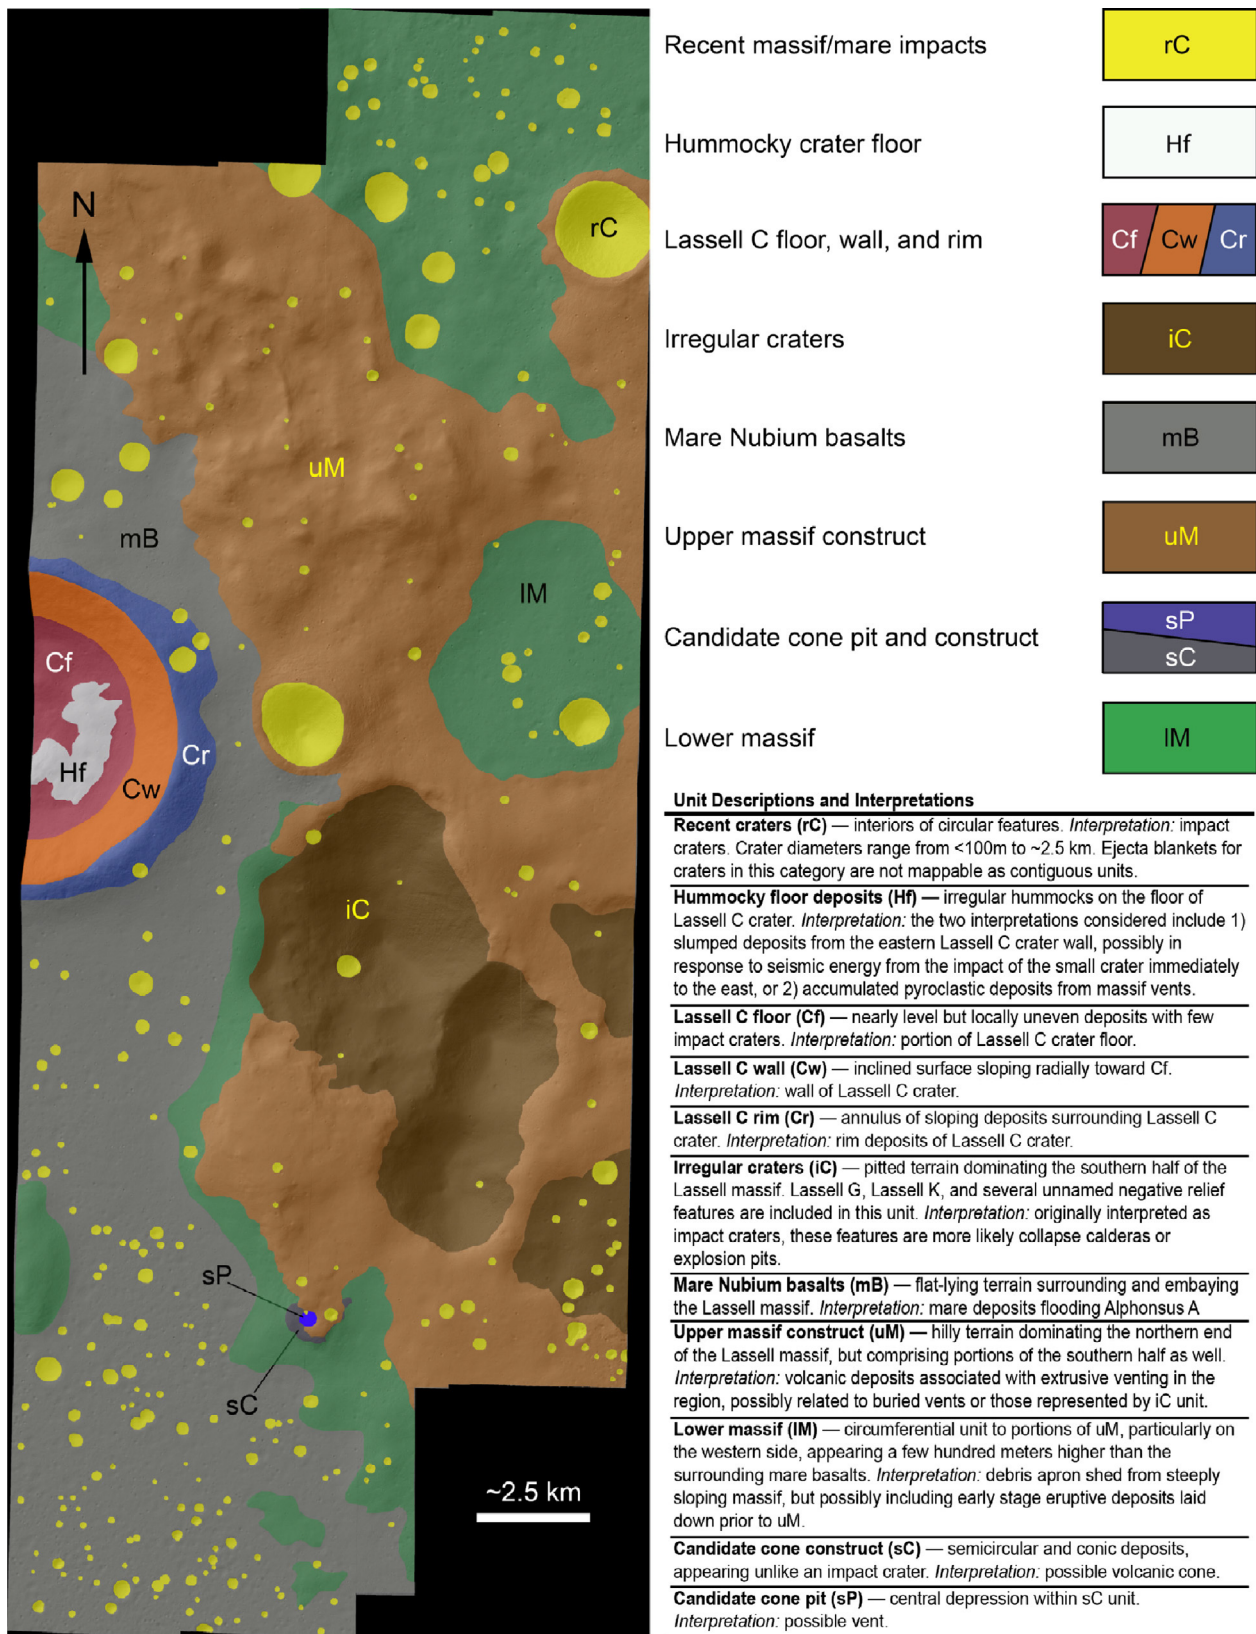 N
rC
uM
mB
lM
Cf
Cr
Hf
Cw
iC
sP
sC
~2.5 km
Recent massif/mare impacts
rC
Hummocky crater floor
Hf
Lassell C floor, wall, and rim
Cf Cw Cr
Irregular craters
iC
Mare Nubium basalts
mB
Upper massif construct
uM
Candidate cone pit and construct
sP
sC
Lower massif
lM
Unit Descriptions and Interpretations
Recent craters (rC) — interiors of circular features. Interpretation: impact
craters. Crater diameters range from <100m to ~2.5 km. Ejecta blankets for
craters in this category are not mappable as contiguous units.
Hummocky floor deposits (Hf) — irregular hummocks on the floor of
Lassell C crater. Interpretation: the two interpretations considered include 1)
slumped deposits from the eastern Lassell C crater wall, possibly in
response to seismic energy from the impact of the small crater immediately
to the east, or 2) accumulated pyroclastic deposits from massif vents.
Lassell C floor (Cf) — nearly level but locally uneven deposits with few
impact craters. Interpretation: portion of Lassell C crater floor.
Lassell C wall (Cw) — inclined surface sloping radially toward Cf.
Interpretation: wall of Lassell C crater.
Lassell C rim (Cr) — annulus of sloping deposits surrounding Lassell C
crater. Interpretation: rim deposits of Lassell C crater.
Irregular craters (iC) — pitted terrain dominating the southern half of the
Lassell massif. Lassell G, Lassell K, and several unnamed negative relief
features are included in this unit. Interpretation: originally interpreted as
impact craters, these features are more likely collapse calderas or
explosion pits.
Mare Nubium basalts (mB) — flat-lying terrain surrounding and embaying
the Lassell massif. Interpretation: mare deposits flooding Alphonsus A
Upper massif construct (uM) — hilly terrain dominating the northern end
of the Lassell massif, but comprising portions of the southern half as well.
Interpretation: volcanic deposits associated with extrusive venting in the
region, possibly related to buried vents or those represented by iC unit.
Lower massif (lM) — circumferential unit to portions of uM, particularly on
the western side, appearing a few hundred meters higher than the
surrounding mare basalts. Interpretation: debris apron shed from steeply
sloping massif, but possibly including early stage eruptive deposits laid
down prior to uM.
Candidate cone construct (sC) — semicircular and conic deposits,
appearing unlike an impact crater. Interpretation: possible volcanic cone.
Candidate cone pit (sP) — central depression within sC unit.
Interpretation: possible vent.